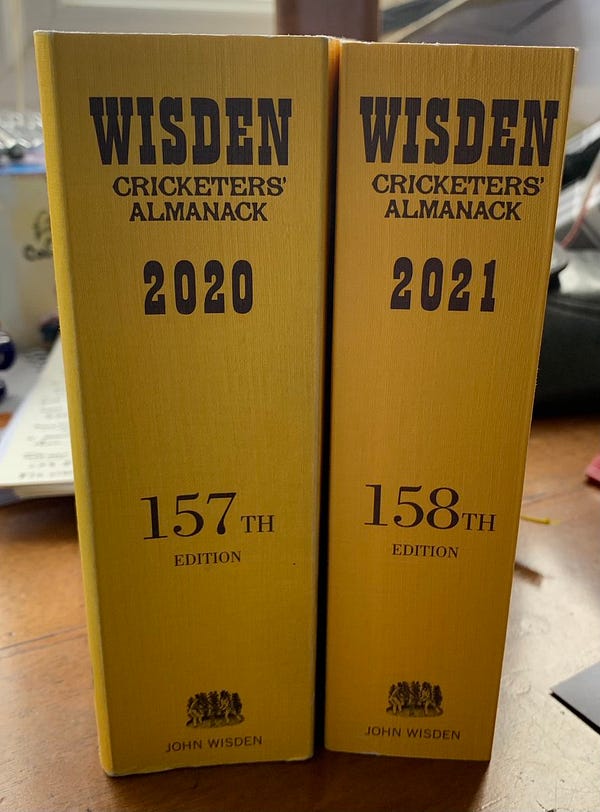 WISDEN
CRICKETERS'
ALMANACK
2020
157TH
EDITION
JOHN WISDEN
WISDEN
CRICKETERS'
ALMANACK
2021
158TH
EDITION
JOHN WISDEN